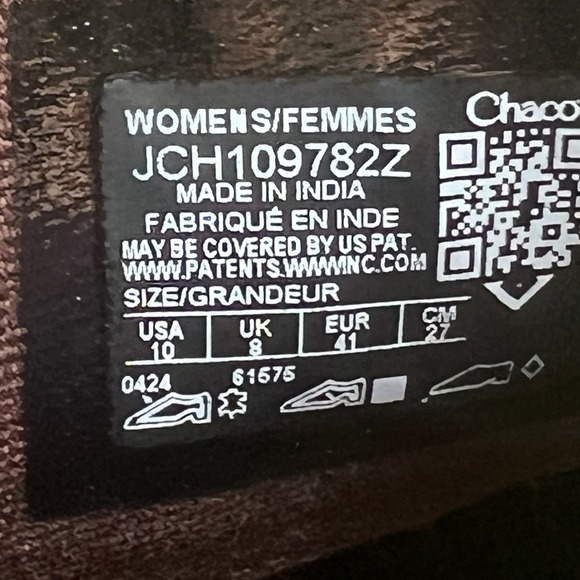 WOMENS/FEMMES
Chaco
JCH109782Z
MADE IN INDIA
FABRIQUÉ EN INDE
MAY BE COVERED BY US PAT.
WWW.PATENTS.WWWINC.COM
SIZE/GRANDEUR
USA UK EUR CM
10 8 41 27
0424 61575